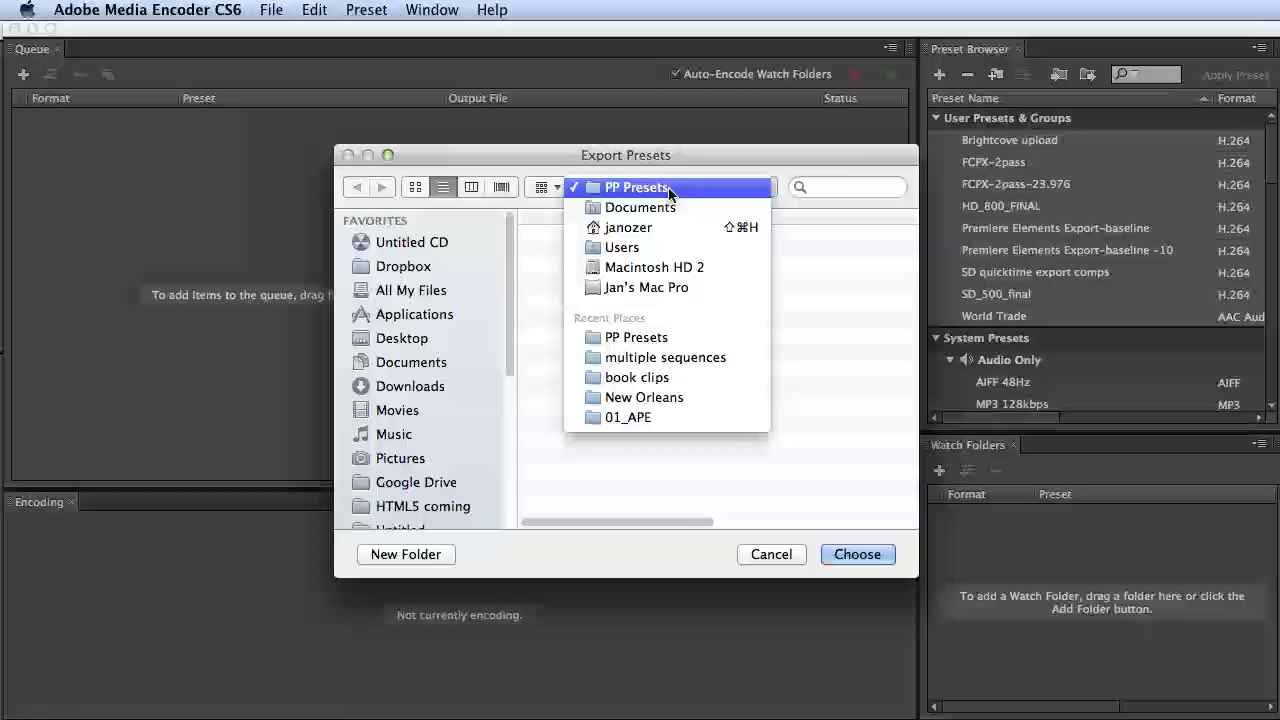 Adobe Media Encoder CS6 File Edit Preset Window Help
Queue
Auto-Encode Watch Folders
Format Preset Output File Status
To add items to the queue, drag
Export Presets
PP Presets
Documents
janozer ⇧⌘H
Users
Macintosh HD 2
Jan's Mac Pro
Recent Places
PP Presets
multiple sequences
book clips
New Orleans
01_APE
FAVORITES
Untitled CD
Dropbox
All My Files
Applications
Desktop
Documents
Downloads
Movies
Music
Pictures
Google Drive
HTML5 coming
Untitled
New Folder Cancel Choose
Encoding
Not currently encoding.
Preset Browser
Apply Preset
Preset Name Format
User Presets & Groups
Brightcove upload H.264
FCPX-2pass H.264
FCPX-2pass-23.976 H.264
HD_800_FINAL H.264
Premiere Elements Export-baseline H.264
Premiere Elements Export-baseline -10 H.264
SD quicktime export comps H.264
SD_500_final H.264
World Trade AAC Aud
System Presets
Audio Only
AIFF 48Hz AIFF
MP3 128kbps MP3
Watch Folders
Format Preset
To add a Watch Folder, drag a folder here or click the
Add Folder button.